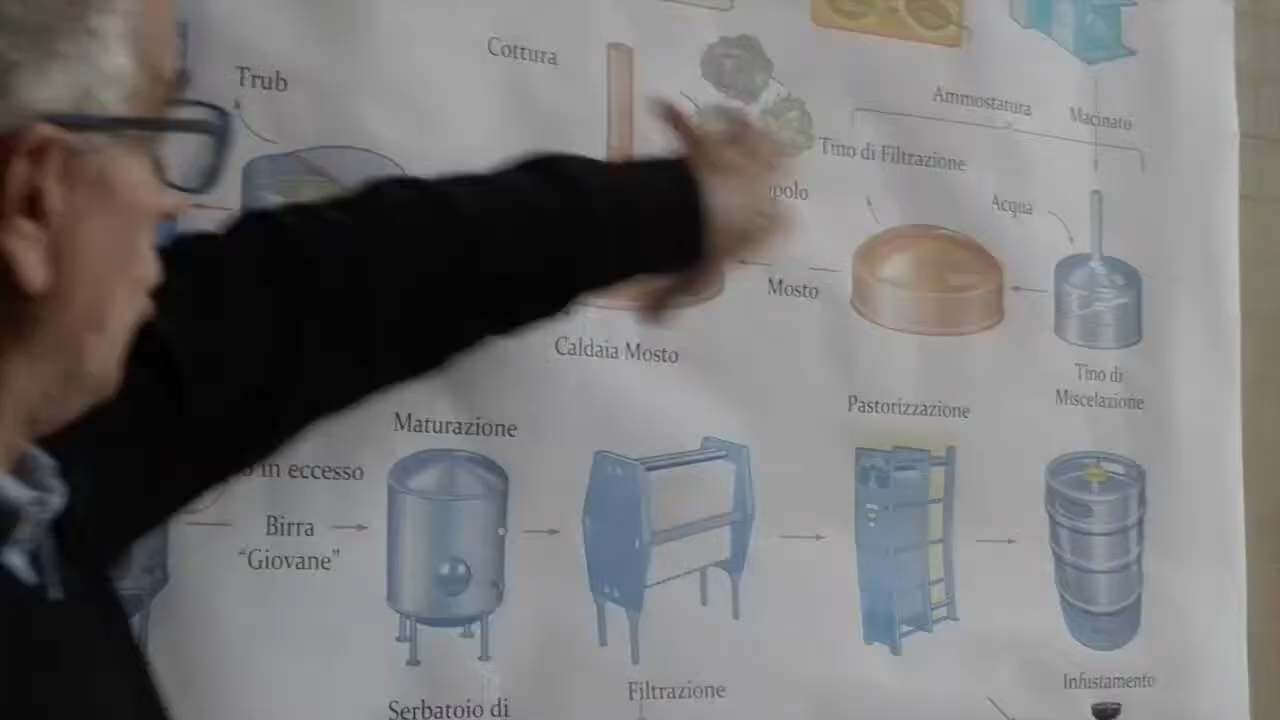 Cottura
Trub
Ammostatura
Macinato
Tino di Filtrazione
Acqua
Mosto
Caldaia Mosto
Tino di
Miscelazione
Maturazione
Pastorizzazione
in eccesso
Birra
“Giovane”
Filtrazione
Infustamento
Serbatoio di